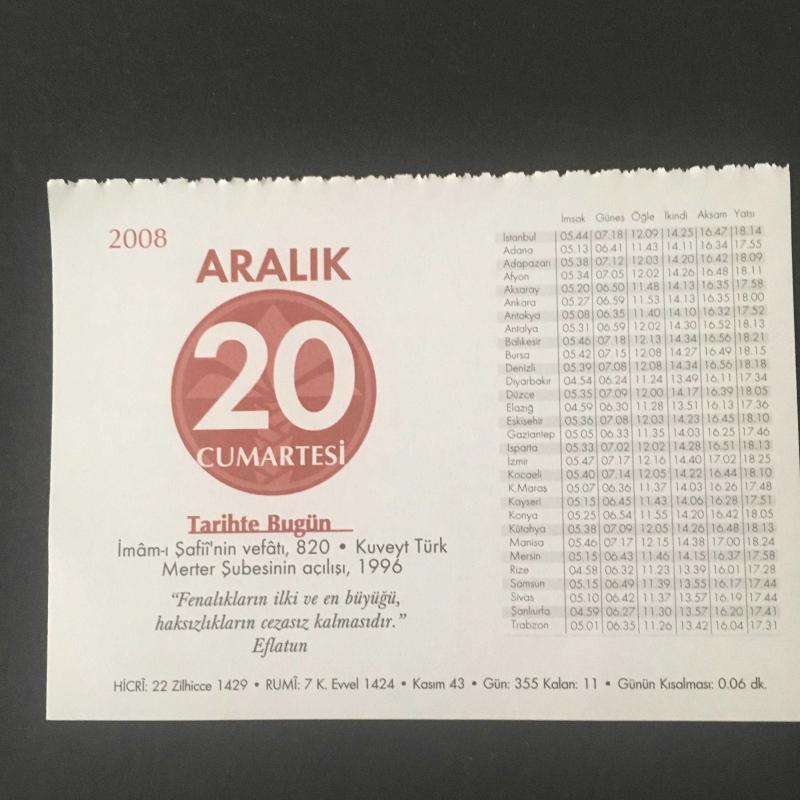 2008
ARALIK
20
CUMARTESİ
Tarihte Bugün
İmâm-ı Şafiî'nin vefâtı, 820 • Kuveyt Türk
Merter Şubesinin açılışı, 1996
“Fenalıkların ilki ve en büyüğü,
haksızlıkların cezasız kalmasıdır.”
Eflatun
İmsak Güneş Öğle İkindi Akşam Yatsı
İstanbul 05.44 07.18 12.09 14.25 16.47 18.14
Adana 05.13 06.41 11.43 14.11 16.34 17.55
Adapazarı 05.38 07.12 12.03 14.20 16.42 18.09
Afyon 05.34 07.05 12.02 14.26 16.48 18.11
Aksaray 05.20 06.50 11.48 14.13 16.35 17.58
Ankara 05.27 06.59 11.53 14.13 16.35 18.00
Antakya 05.08 06.35 11.40 14.10 16.32 17.52
Antalya 05.31 06.59 12.02 14.30 16.52 18.13
Balıkesir 05.46 07.18 12.13 14.34 16.56 18.21
Bursa 05.42 07.15 12.08 14.27 16.49 18.15
Denizli 05.39 07.08 12.08 14.34 16.56 18.18
Diyarbakır 04.54 06.24 11.24 13.49 16.11 17.34
Düzce 05.35 07.09 12.00 14.17 16.39 18.05
Elazığ 04.59 06.30 11.28 13.51 16.13 17.36
Eskişehir 05.36 07.08 12.03 14.23 16.45 18.10
Gaziantep 05.05 06.33 11.35 14.03 16.25 17.46
Isparta 05.33 07.02 12.02 14.28 16.51 18.13
İzmir 05.47 07.17 12.16 14.40 17.02 18.25
Kocaeli 05.40 07.14 12.05 14.22 16.44 18.10
K.Maraş 05.07 06.36 11.37 14.03 16.26 17.48
Kayseri 05.15 06.45 11.43 14.06 16.28 17.51
Konya 05.25 06.54 11.55 14.20 16.42 18.05
Kütahya 05.38 07.09 12.05 14.26 16.48 18.13
Manisa 05.46 07.17 12.15 14.38 17.00 18.24
Mersin 05.15 06.43 11.46 14.15 16.37 17.58
Rize 04.58 06.32 11.23 13.39 16.01 17.28
Samsun 05.15 06.49 11.39 13.55 16.17 17.44
Sivas 05.10 06.42 11.37 13.57 16.19 17.44
Şanlıurfa 04.59 06.27 11.30 13.57 16.20 17.41
Trabzon 05.01 06.35 11.26 13.42 16.04 17.31
HİCRÎ: 22 Zilhicce 1429 • RUMÎ: 7 K. Evvel 1424 • Kasım 43 • Gün: 355 Kalan: 11 • Günün Kısalması: 0.06 dk.